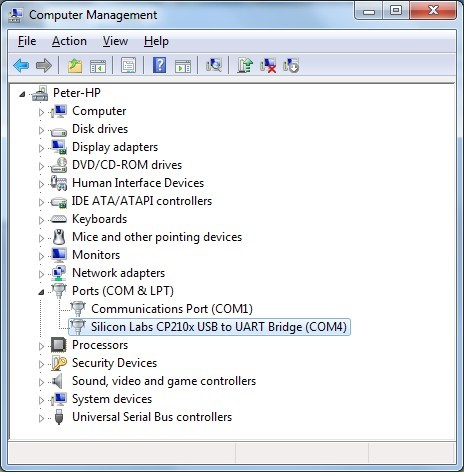 Computer Management
File Action View Help
Peter-HP
Computer
Disk drives
Display adapters
DVD/CD-ROM drives
Human Interface Devices
IDE ATA/ATAPI controllers
Keyboards
Mice and other pointing devices
Monitors
Network adapters
Ports (COM & LPT)
Communications Port (COM1)
Silicon Labs CP210x USB to UART Bridge (COM4)
Processors
Security Devices
Sound, video and game controllers
System devices
Universal Serial Bus controllers